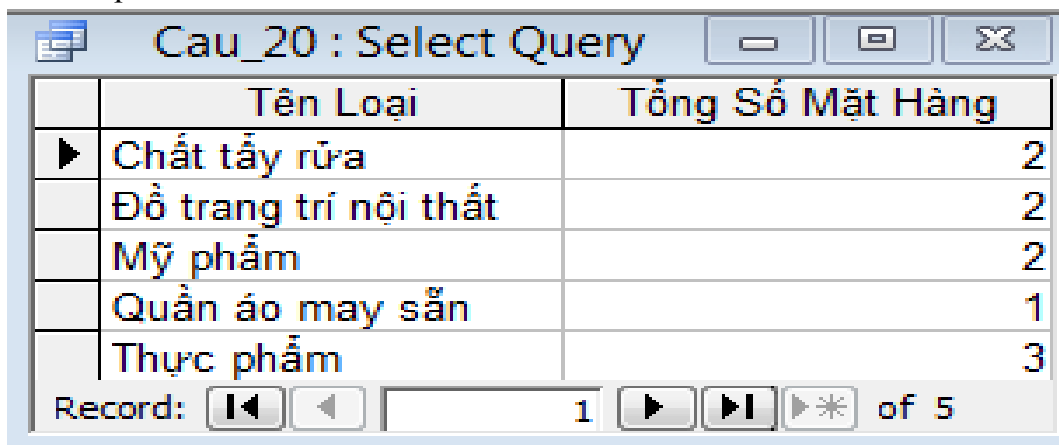 Cau_20 : Select Query
Tên Loại Tổng Số Mặt Hàng
Chất tẩy rửa 2
Đồ trang trí nội thất 2
Mỹ phẩm 2
Quần áo may sẵn 1
Thực phẩm 3
Record: 1 of 5